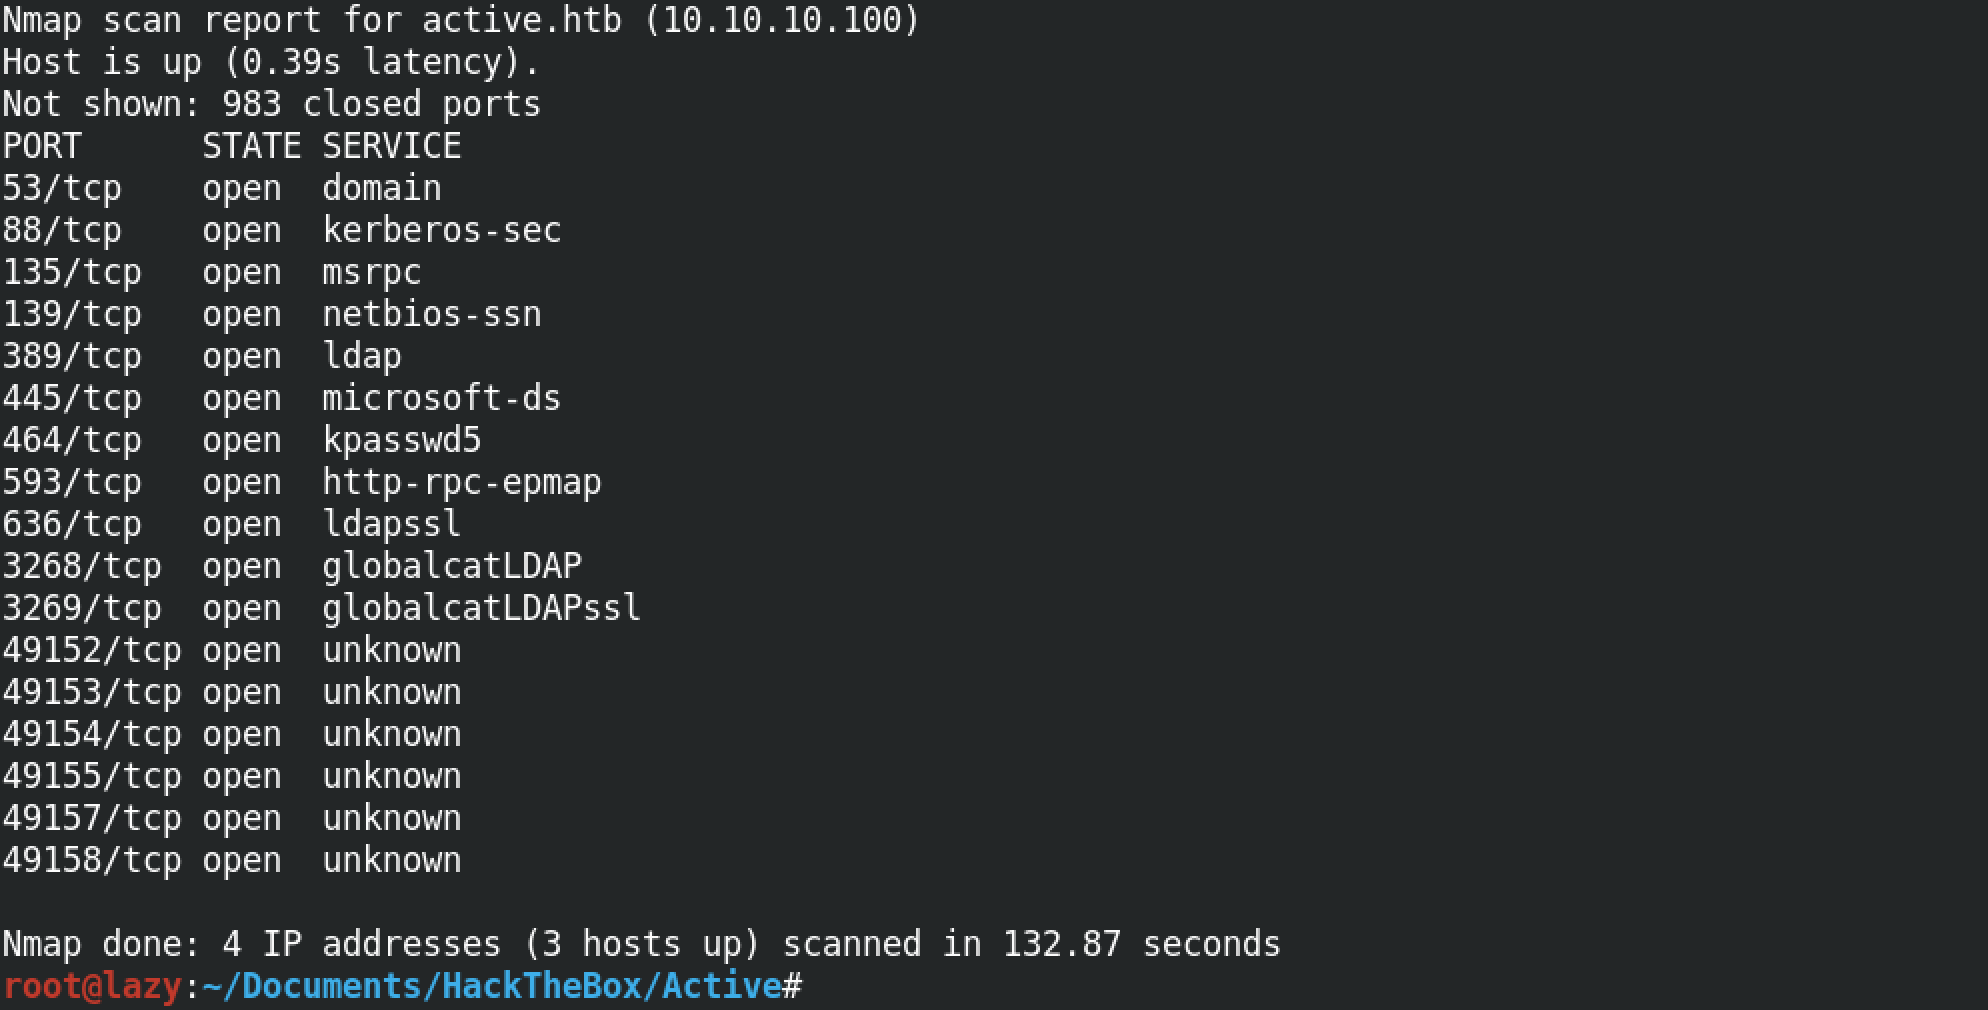 Nmap scan report for active.htb (10.10.10.100)
Host is up (0.39s latency).
Not shown: 983 closed ports
PORT      STATE SERVICE
53/tcp    open  domain
88/tcp    open  kerberos-sec
135/tcp   open  msrpc
139/tcp   open  netbios-ssn
389/tcp   open  ldap
445/tcp   open  microsoft-ds
464/tcp   open  kpasswd5
593/tcp   open  http-rpc-epmap
636/tcp   open  ldapssl
3268/tcp  open  globalcatLDAP
3269/tcp  open  globalcatLDAPssl
49152/tcp open  unknown
49153/tcp open  unknown
49154/tcp open  unknown
49155/tcp open  unknown
49157/tcp open  unknown
49158/tcp open  unknown
Nmap done: 4 IP addresses (3 hosts up) scanned in 132.87 seconds
root@lazy:~/Documents/HackTheBox/Active#